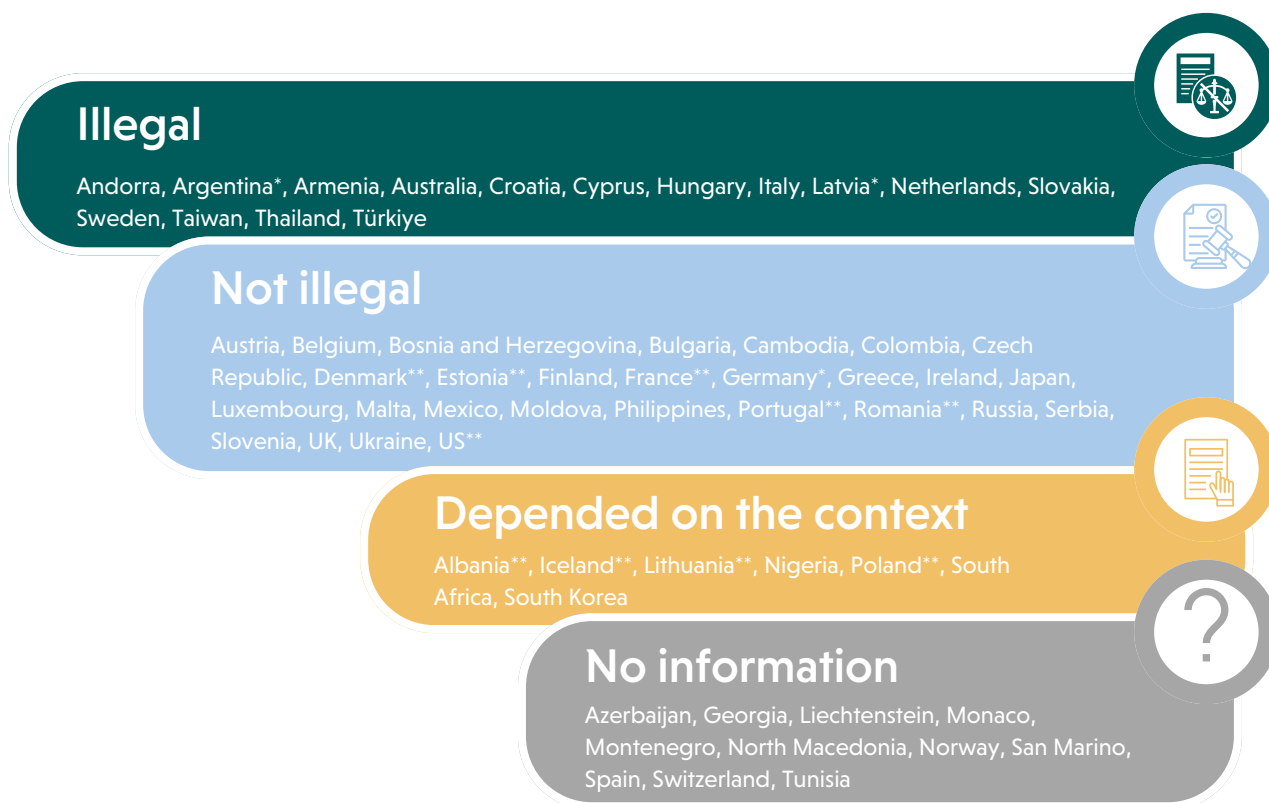 Illegal
Andorra, Argentina*, Armenia, Australia, Croatia, Cyprus, Hungary, Italy, Latvia*, Netherlands, Slovakia,
Sweden, Taiwan, Thailand, Türkiye
Not illegal
Austria, Belgium, Bosnia and Herzegovina, Bulgaria, Cambodia, Colombia, Czech
Republic, Denmark**, Estonia**, Finland, France**, Germany*, Greece, Ireland, Japan,
Luxembourg, Malta, Mexico, Moldova, Philippines, Portugal**, Romania**, Russia, Serbia,
Slovenia, UK, Ukraine, US**
Depended on the context
Albania**, Iceland**, Lithuania**, Nigeria, Poland**, South
Africa, South Korea
?
No information
Azerbaijan, Georgia, Liechtenstein, Monaco,
Montenegro, North Macedonia, Norway, San Marino,
Spain, Switzerland, Tunisia